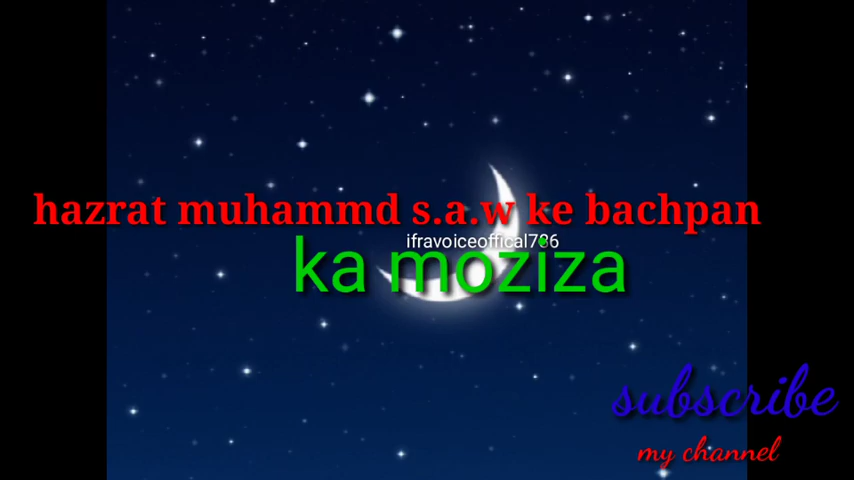 hazrat muhammd s.a.w ke bachpan
ifravoiceoffical786
ka moziza
subscribe
my channel